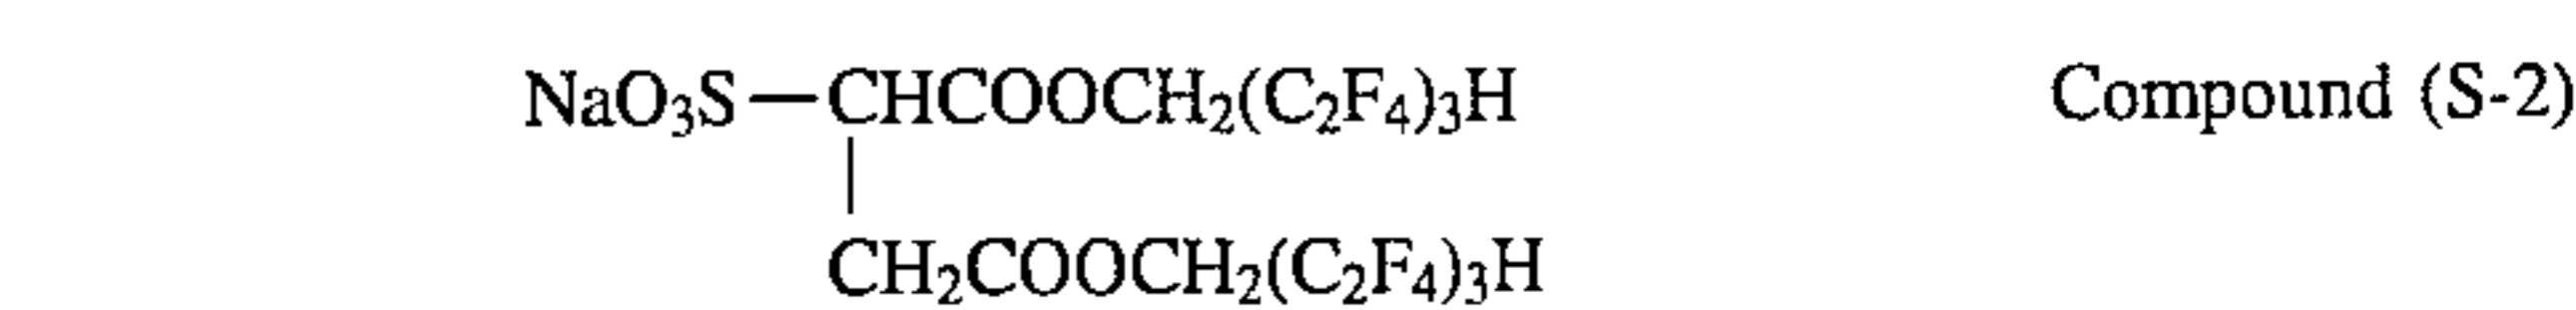 NaO₃S—CHCOOCH₂(C₂F₄)₃H Compound (S-2)
CH₂COOCH₂(C₂F₄)₃H